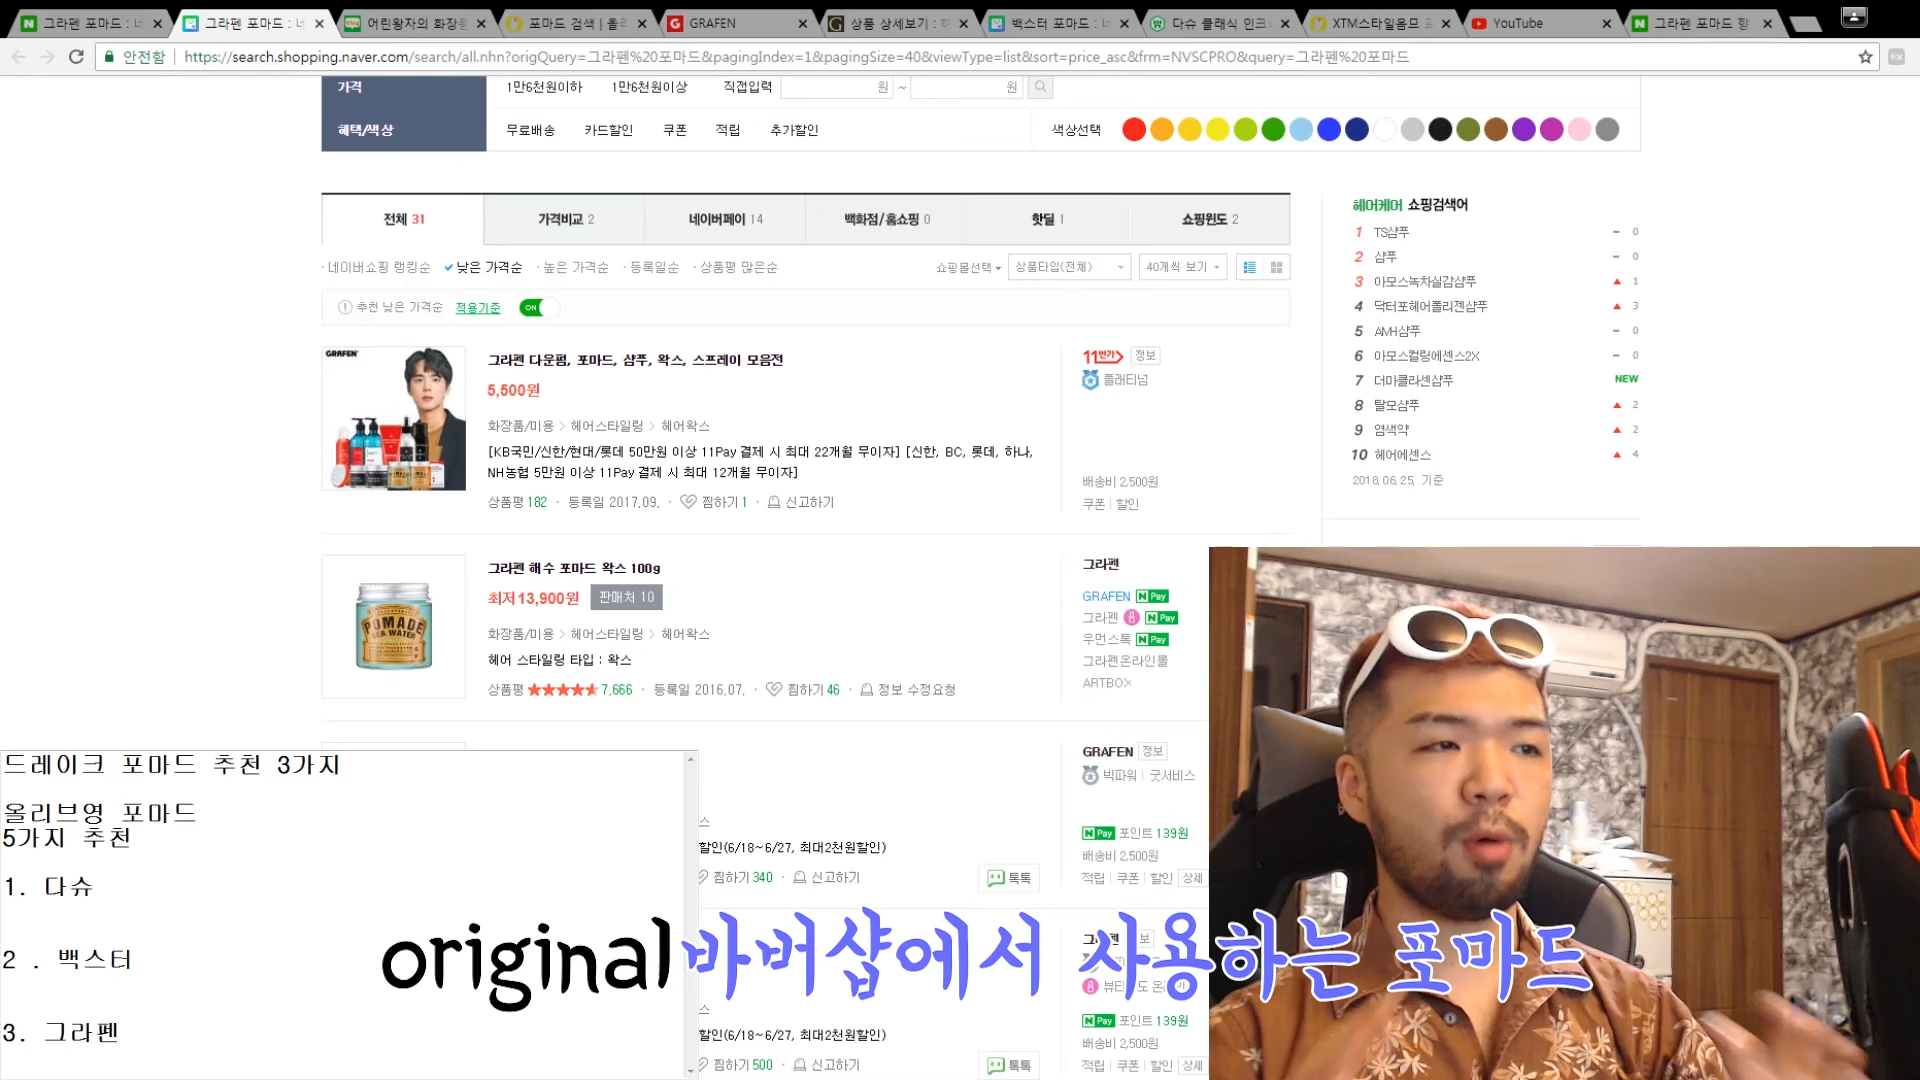 그라펜 포마드 : 네
그라펜 포마드 : 네
어린왕자의 화장품
포마드 검색 | 올리
GRAFEN
상품 상세보기 :
백스터 포마드 : 네
다슈 클래식 인크
XTM스타일옴므
YouTube
그라펜 포마드 향
안전함
https://search.shopping.naver.com/search/all.nhn?origQuery=그라펜%20포마드&pagingIndex=1&pagingSize=40&viewType=list&sort=price_asc&frm=NVSCPRO&query=그라펜%20포마드
가격 1만6천원이하 1만6천원이상 직접입력 원 ~ 원
혜택/색상 무료배송 카드할인 쿠폰 적립 추가할인 색상선택
전체 31 가격비교 2 네이버페이 14 백화점/홈쇼핑 0 핫딜 1 쇼핑윈도 2
네이버쇼핑 랭킹순 낮은 가격순 높은 가격순 등록일순 상품평 많은순 쇼핑몰선택 상품타입(전체) 40개씩 보기
추천 낮은 가격순 적용기준 ON
GRAFEN
그라펜 다운펌, 포마드, 샴푸, 왁스, 스프레이 모음전
5,500원
화장품/미용 > 헤어스타일링 > 헤어왁스
[KB국민/신한/현대/롯데 50만원 이상 11Pay 결제 시 최대 22개월 무이자] [신한, BC, 롯데, 하나,
NH농협 5만원 이상 11Pay 결제 시 최대 12개월 무이자]
상품평 182 · 등록일 2017.09. · 찜하기 1 · 신고하기
11번가 정보
플래티넘
배송비 2,500원
쿠폰 | 할인
POMADE
SEA WATER
그라펜 해수 포마드 왁스 100g
최저13,900원 판매처 10
화장품/미용 > 헤어스타일링 > 헤어왁스
헤어 스타일링 타입 : 왁스
상품평 7,666 · 등록일 2016.07. · 찜하기 46 · 정보 수정요청
그라펜
GRAFEN N Pay
그라펜 N Pay
우먼스톡 N Pay
그라펜온라인몰
ARTBOX
GRAFEN 정보
빅파워 | 굿서비스
N Pay 포인트 139원
배송비 2,500원
적립 | 쿠폰 | 할인 상세
스
할인(6/18~6/27, 최대2천원할인)
찜하기 340 · 신고하기
톡톡
스
할인(6/18~6/27, 최대2천원할인)
찜하기 500 · 신고하기
톡톡
N Pay 포인트 139원
배송비 2,500원
적립 | 쿠폰 | 할인 상세
헤어케어 쇼핑검색어
1 TS샴푸 - 0
2 샴푸 - 0
3 아모스녹차실감샴푸 ▲ 1
4 닥터포헤어폴리젠샴푸 ▲ 3
5 AMH샴푸 - 0
6 아모스컬링에센스2X - 0
7 더마클라센샴푸 NEW
8 탈모샴푸 ▲ 2
9 염색약 ▲ 2
10 헤어에센스 ▲ 4
2018.06.25. 기준
드레이크 포마드 추천 3가지
올리브영 포마드
5가지 추천
1. 다슈
2 . 백스터
3. 그라펜
original바버샵에서 사용하는 포마드